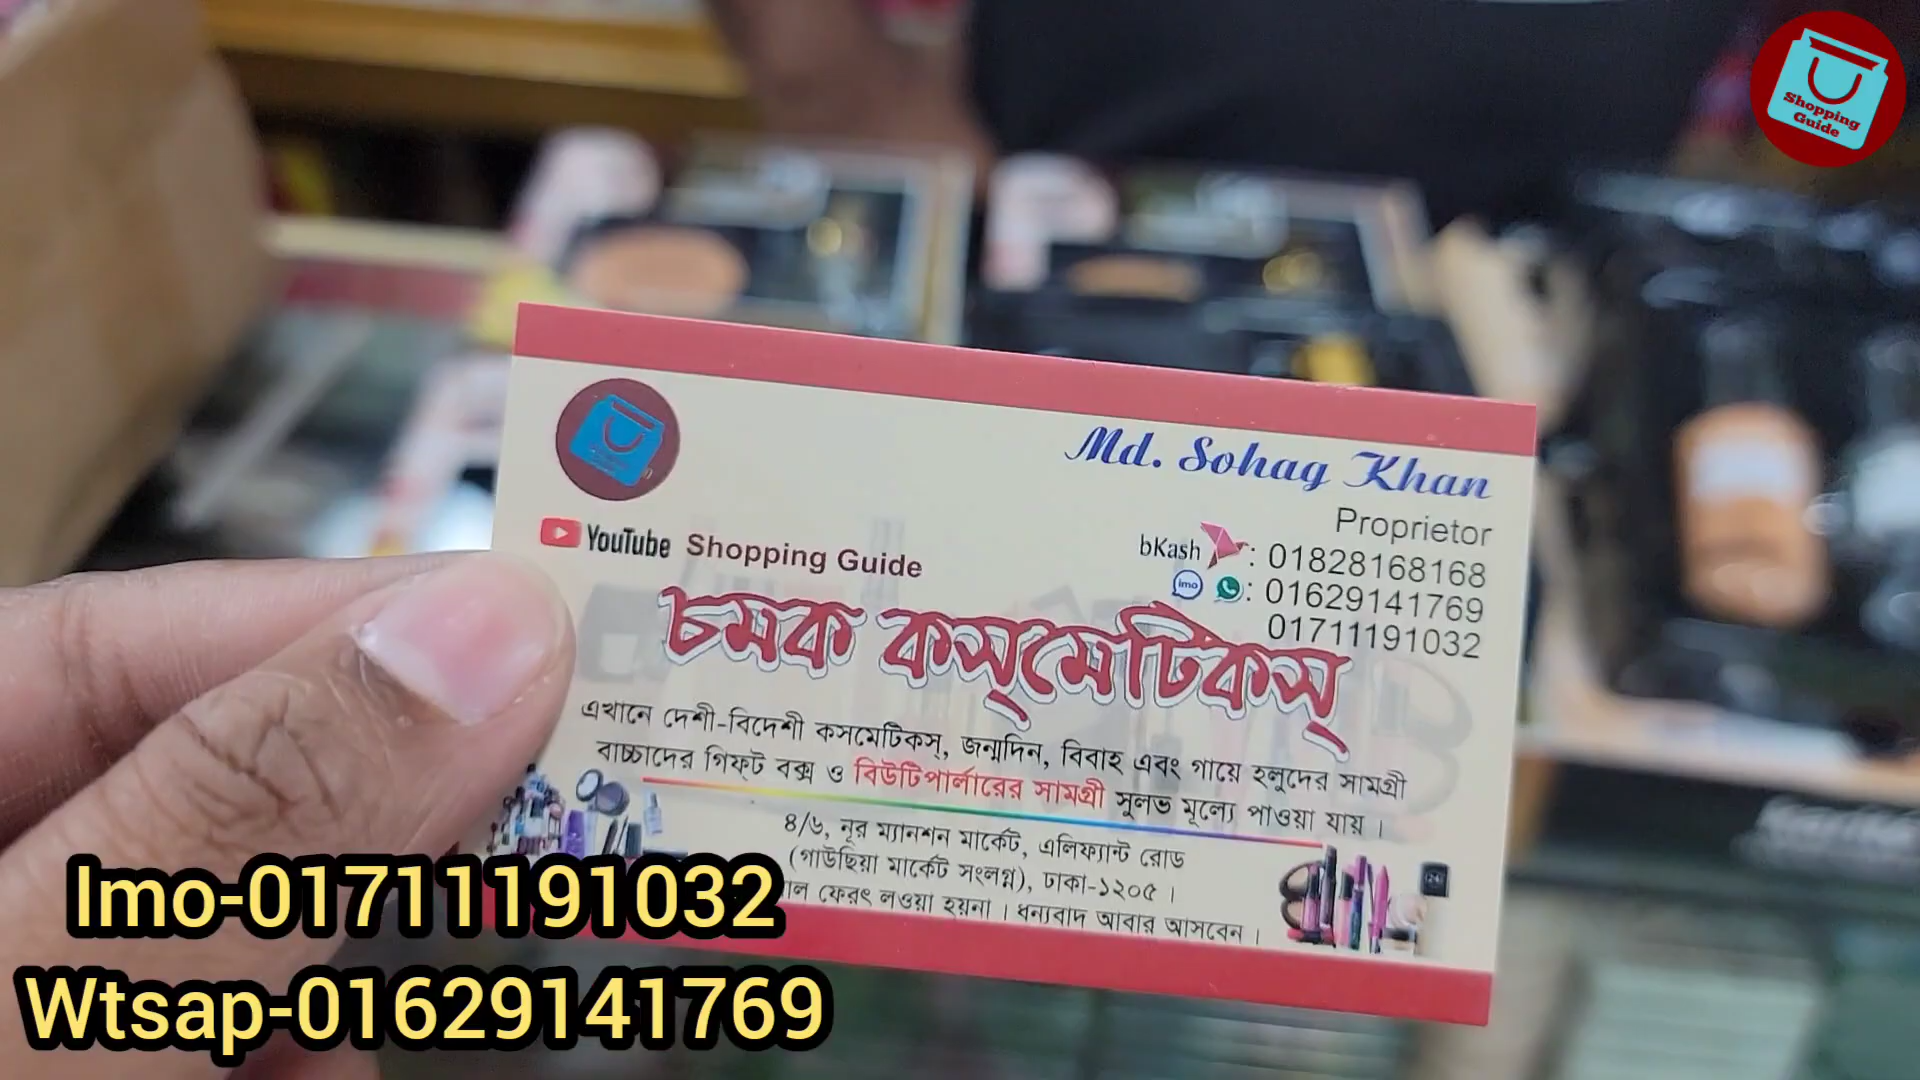 Shopping
Guide
Md. Sohag Khan
Proprietor
YouTube Shopping Guide
bKash : 01828168168
imo : 01629141769
01711191032
চমক কস্মেটিকস্
এখানে দেশী-বিদেশী কসমেটিকস্, জন্মদিন, বিবাহ এবং গায়ে হলুদের সামগ্রী
বাচ্চাদের গিফ্ট বক্স ও বিউটিপার্লারের সামগ্রী সুলভ মূল্যে পাওয়া যায় ।
৪/৬, নূর ম্যানশন মার্কেট, এলিফ্যান্ট রোড
(গাউছিয়া মার্কেট সংলগ্ন), ঢাকা-১২০৫ ।
ফেরৎ লওয়া হয়না । ধন্যবাদ আবার আসবেন ।
Imo-01711191032
Wtsap-01629141769